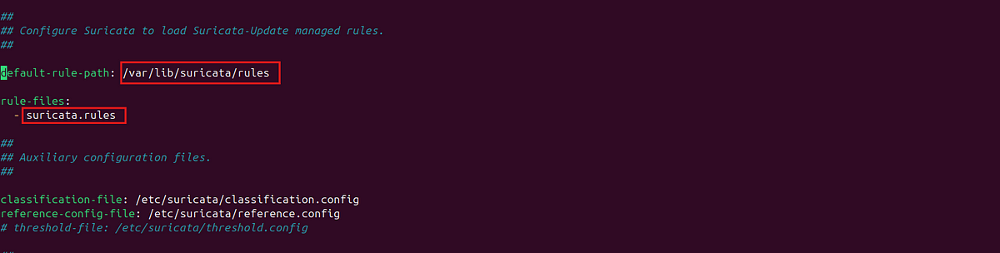 ##
## Configure Suricata to load Suricata-Update managed rules.
##
default-rule-path: /var/lib/suricata/rules
rule-files:
- suricata.rules
##
## Auxiliary configuration files.
##
classification-file: /etc/suricata/classification.config
reference-config-file: /etc/suricata/reference.config
# threshold-file: /etc/suricata/threshold.config
##